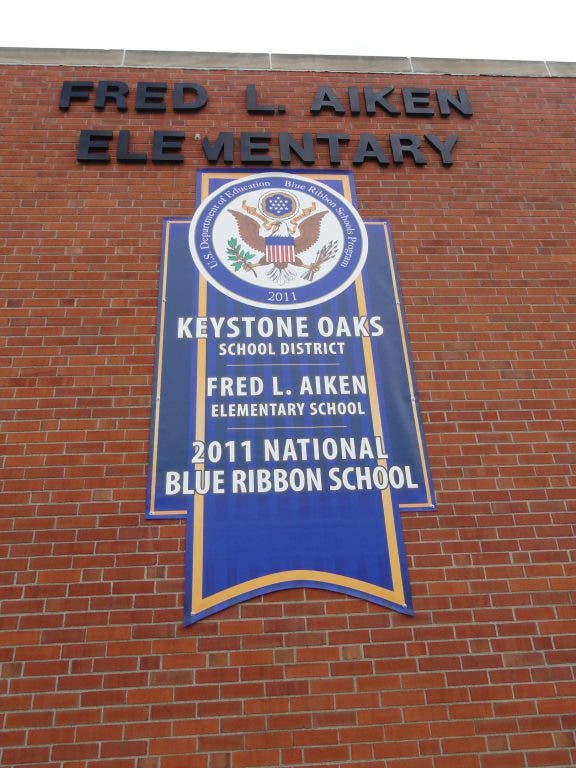 FRED L. AIKEN
ELEMENTARY
U.S. Department of Education Blue Ribbon Schools Program
2011
KEYSTONE OAKS
SCHOOL DISTRICT
FRED L. AIKEN
ELEMENTARY SCHOOL
2011 NATIONAL
BLUE RIBBON SCHOOL